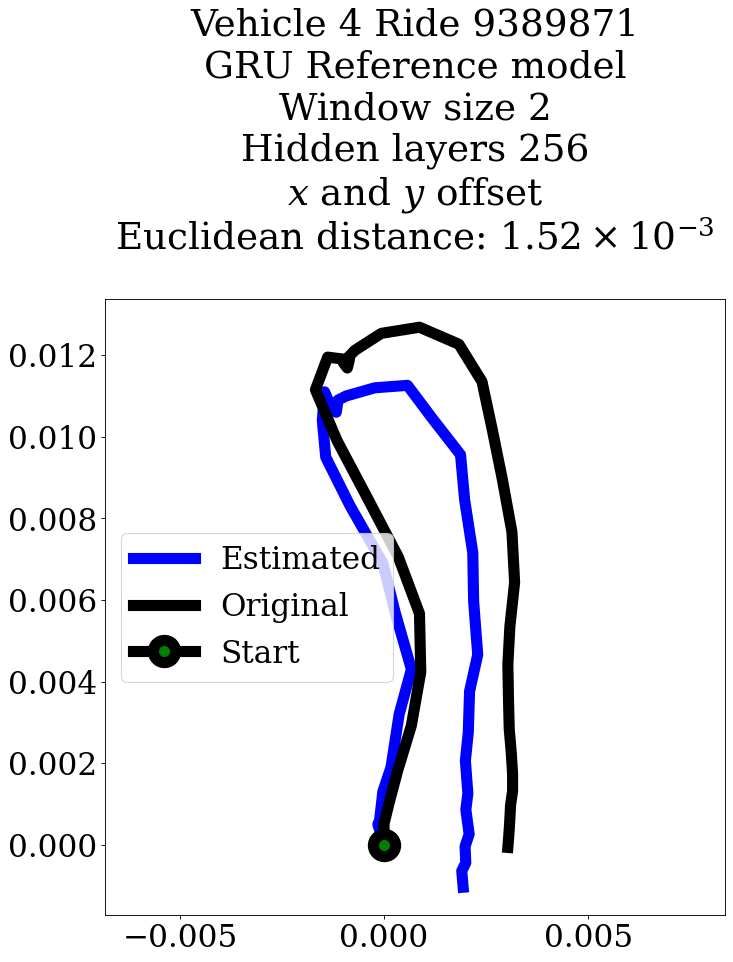 Vehicle 4 Ride 9389871
GRU Reference model
Window size 2
Hidden layers 256
x and y offset
Euclidean distance: 1.52 × 10⁻³
0.012
0.010
0.008
0.006
0.004
0.002
0.000
Estimated
Original
Start
−0.005 0.000 0.005